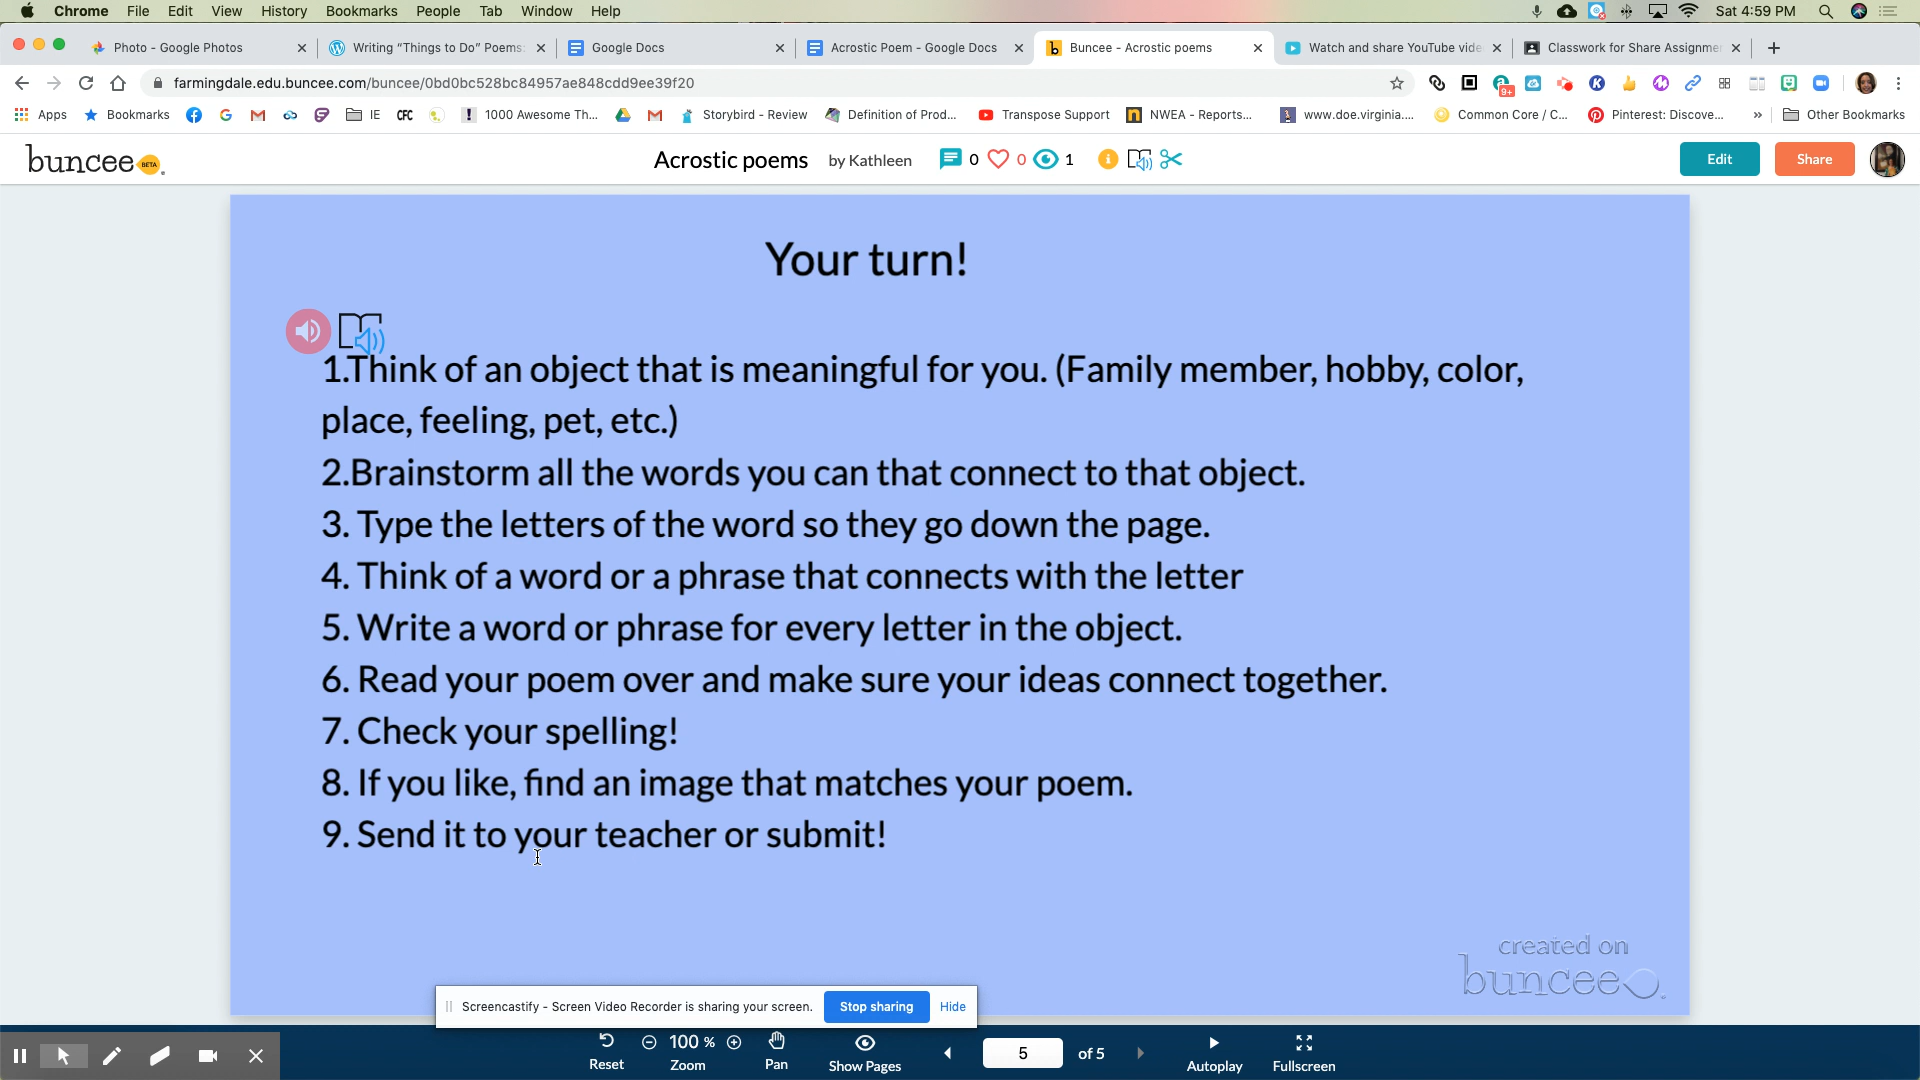 Chrome File Edit View History Bookmarks People Tab Window Help Sat 4:59 PM
Photo - Google Photos Writing “Things to Do” Poems: Google Docs Acrostic Poem - Google Docs Buncee - Acrostic poems Watch and share YouTube vide Classwork for Share Assignme
farmingdale.edu.buncee.com/buncee/0bd0bc528bc84957ae848cdd9ee39f20 9+
Apps Bookmarks IE CFC 1000 Awesome Th... Storybird - Review Definition of Prod... Transpose Support NWEA - Reports... www.doe.virginia.... Common Core / C... Pinterest: Discove... » Other Bookmarks
buncee BETA Acrostic poems by Kathleen 0 0 1 Edit Share
Your turn!
1.Think of an object that is meaningful for you. (Family member, hobby, color,
place, feeling, pet, etc.)
2.Brainstorm all the words you can that connect to that object.
3. Type the letters of the word so they go down the page.
4. Think of a word or a phrase that connects with the letter
5. Write a word or phrase for every letter in the object.
6. Read your poem over and make sure your ideas connect together.
7. Check your spelling!
8. If you like, find an image that matches your poem.
9. Send it to your teacher or submit!
created on
buncee
Screencastify - Screen Video Recorder is sharing your screen. Stop sharing Hide
Reset 100 % Zoom Pan Show Pages 5 of 5 Autoplay Fullscreen